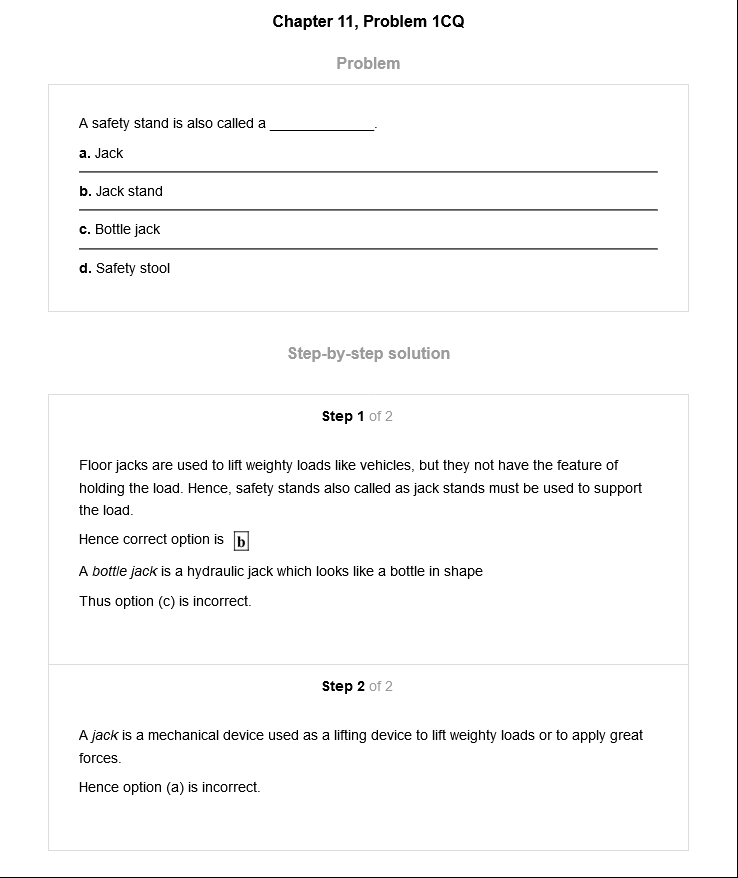 Chapter 11, Problem 1CQ
Problem
A safety stand is also called a _____________.
a. Jack
b. Jack stand
c. Bottle jack
d. Safety stool
Step-by-step solution
Step 1 of 2
Floor jacks are used to lift weighty loads like vehicles, but they not have the feature of
holding the load. Hence, safety stands also called as jack stands must be used to support
the load.
Hence correct option is b
A bottle jack is a hydraulic jack which looks like a bottle in shape
Thus option (c) is incorrect.
Step 2 of 2
A jack is a mechanical device used as a lifting device to lift weighty loads or to apply great
forces.
Hence option (a) is incorrect.